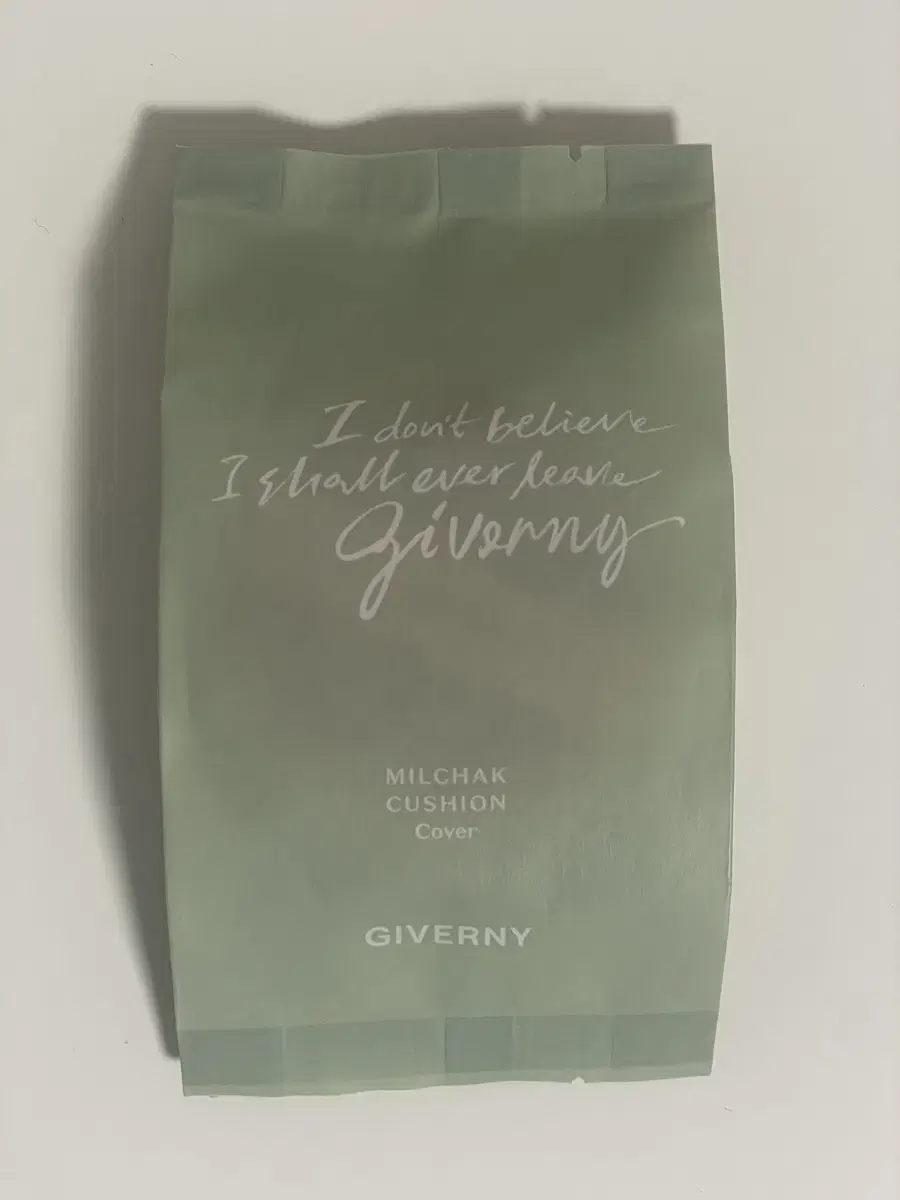 I don't believe
I shall ever leave
Giverny
MILCHAK
CUSHION
Cover
GIVERNY